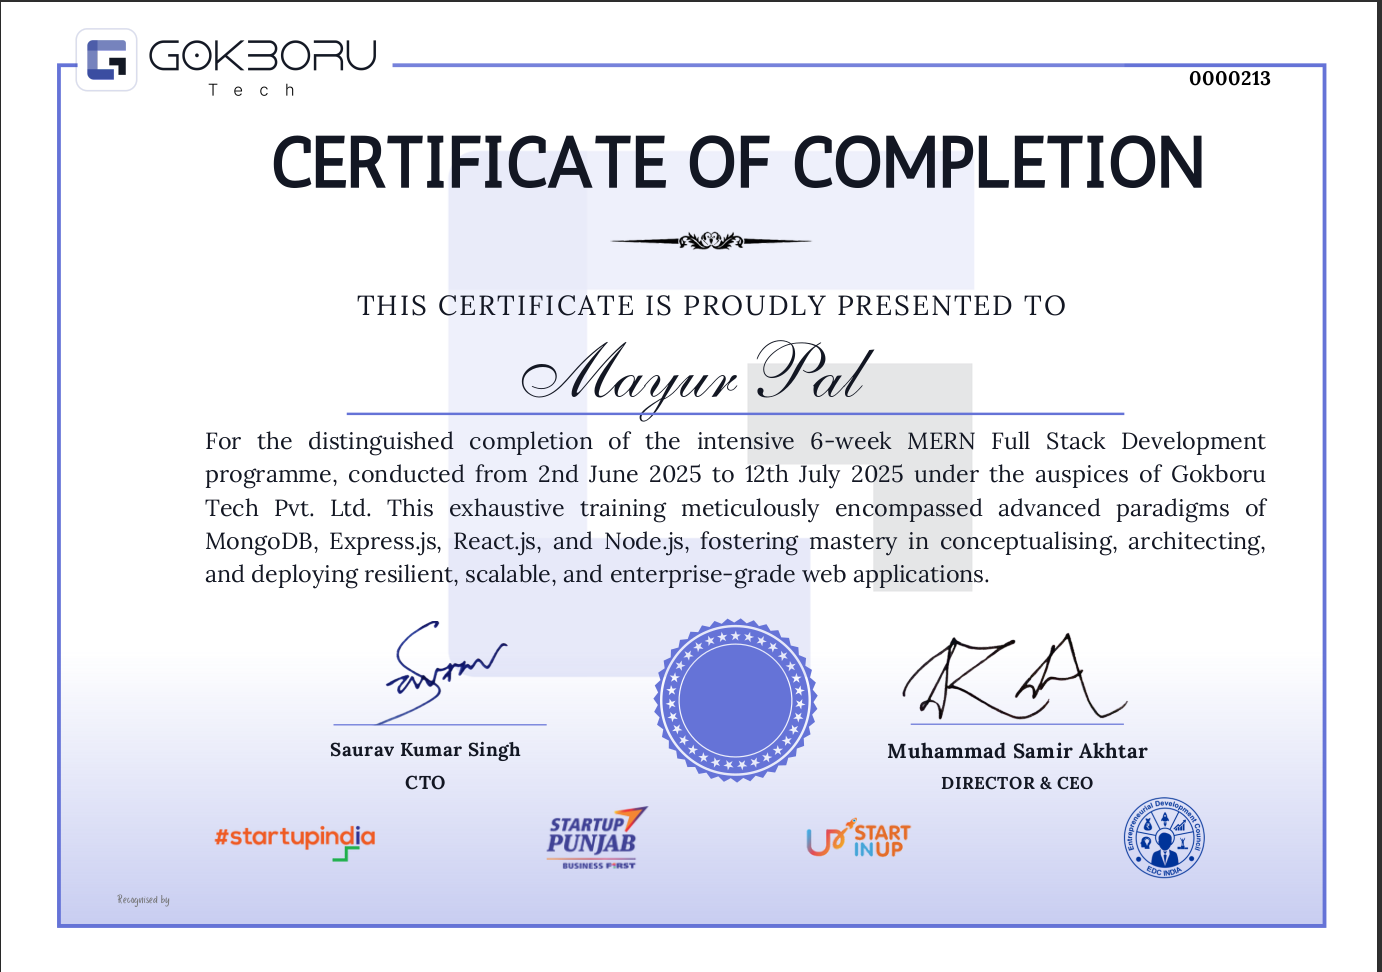 GOKBORU
Tech
0000213
CERTIFICATE OF COMPLETION
THIS CERTIFICATE IS PROUDLY PRESENTED TO
Mayur Pal
For the distinguished completion of the intensive 6-week MERN Full Stack Development
programme, conducted from 2nd June 2025 to 12th July 2025 under the auspices of Gokboru
Tech Pvt. Ltd. This exhaustive training meticulously encompassed advanced paradigms of
MongoDB, Express.js, React.js, and Node.js, fostering mastery in conceptualising, architecting,
and deploying resilient, scalable, and enterprise-grade web applications.
Saurav Kumar Singh
CTO
Muhammad Samir Akhtar
DIRECTOR & CEO
#startupindia
STARTUP
PUNJAB
BUSINESS FIRST
UP START
IN UP
Entrepreneurial Development Council
EDC INDIA
Recognised by